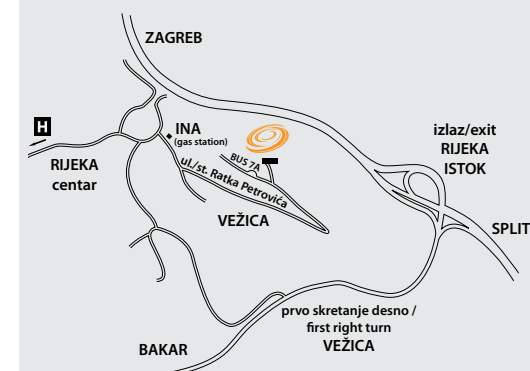 ZAGREB
H
INA
(gas station)
izlaz/exit
RIJEKA
ISTOK
RIJEKA
centar
BUS 7A
ul./st. Ratka Petrovića
VEŽICA
SPLIT
prvo skretanje desno /
first right turn
VEŽICA
BAKAR